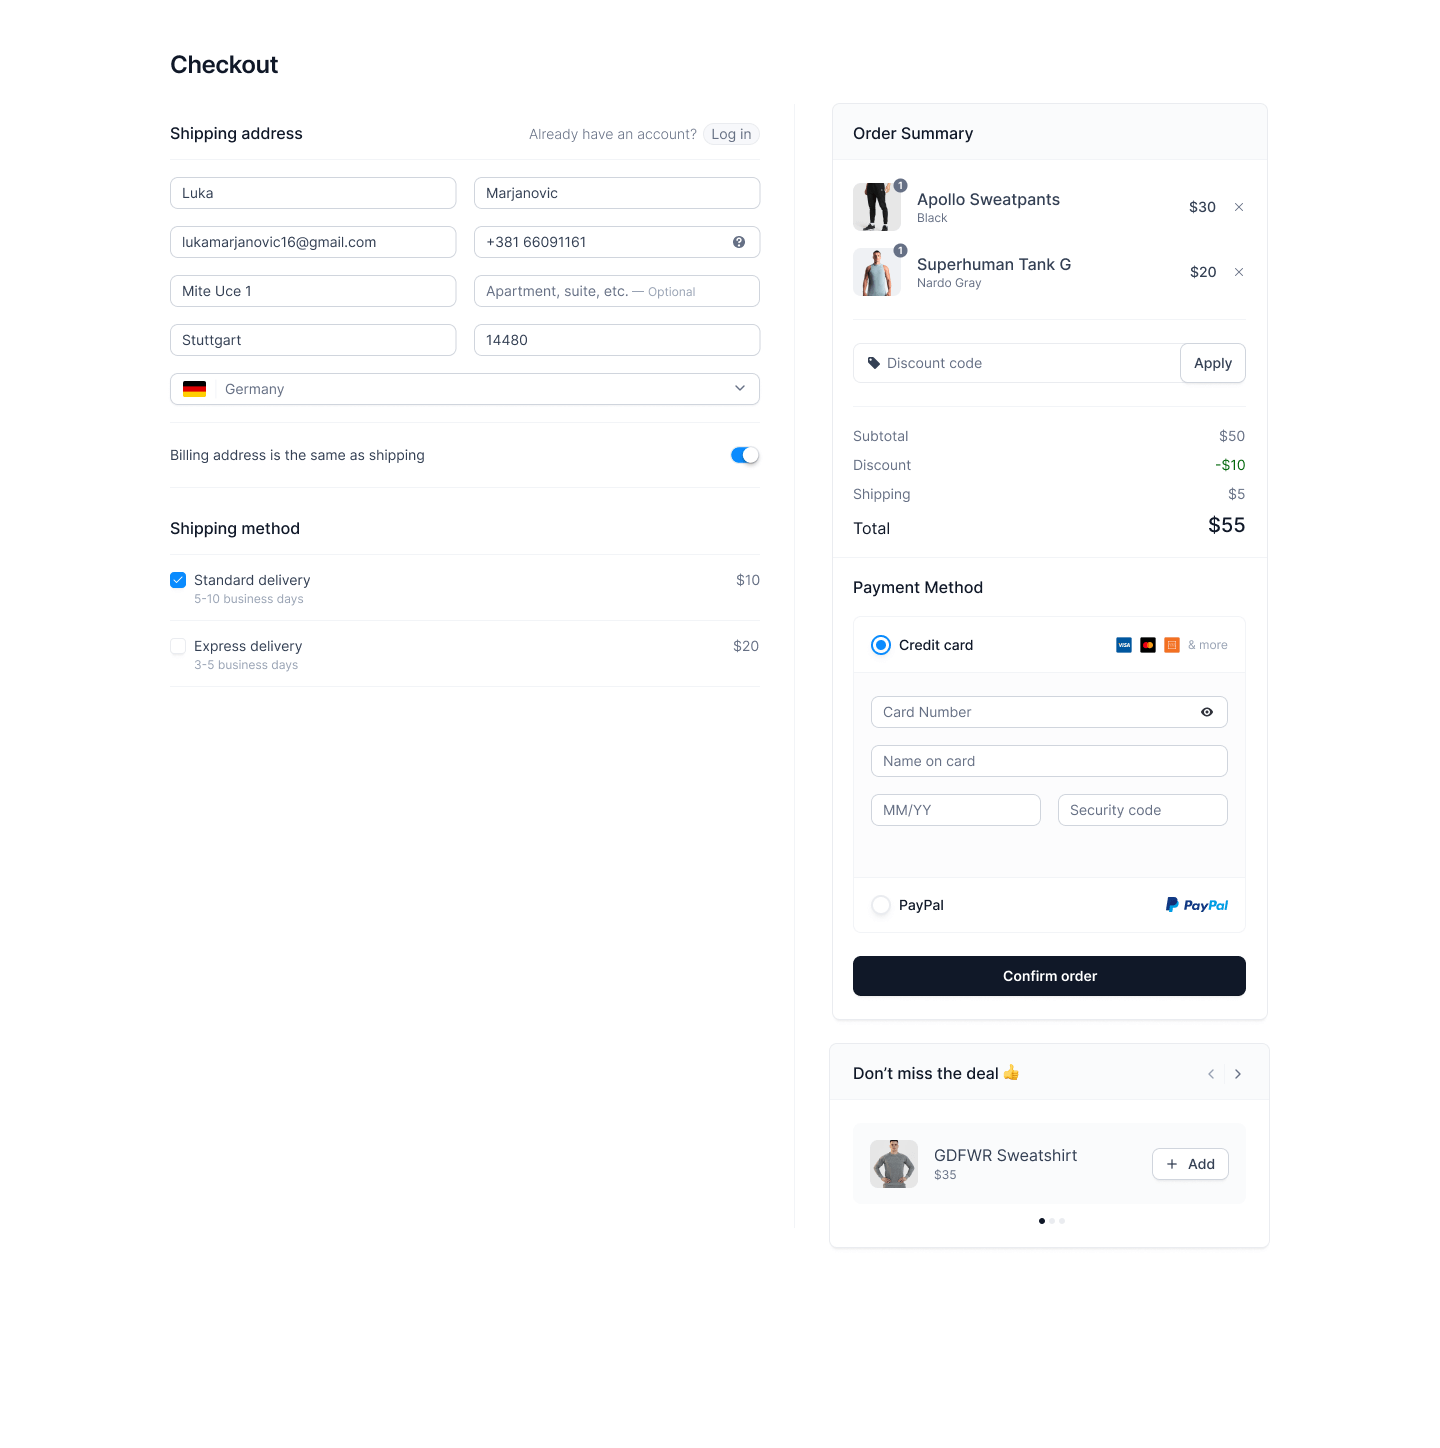 Checkout
Shipping address
Already have an account? Log in
Luka
Marjanovic
lukamarjanovic16@gmail.com
+381 66091161
Mite Uce 1
Apartment, suite, etc. — Optional
Stuttgart
14480
Germany
Billing address is the same as shipping
Shipping method
Standard delivery
$10
5-10 business days
Express delivery
$20
3-5 business days
Order Summary
1
Apollo Sweatpants
Black
$30
1
Superhuman Tank G
Nardo Gray
$20
Discount code
Apply
Subtotal
$50
Discount
-$10
Shipping
$5
Total
$55
Payment Method
Credit card
VISA
& more
Card Number
Name on card
MM/YY
Security code
PayPal
PayPal
Confirm order
Don’t miss the deal 👍
GDFWR Sweatshirt
$35
Add